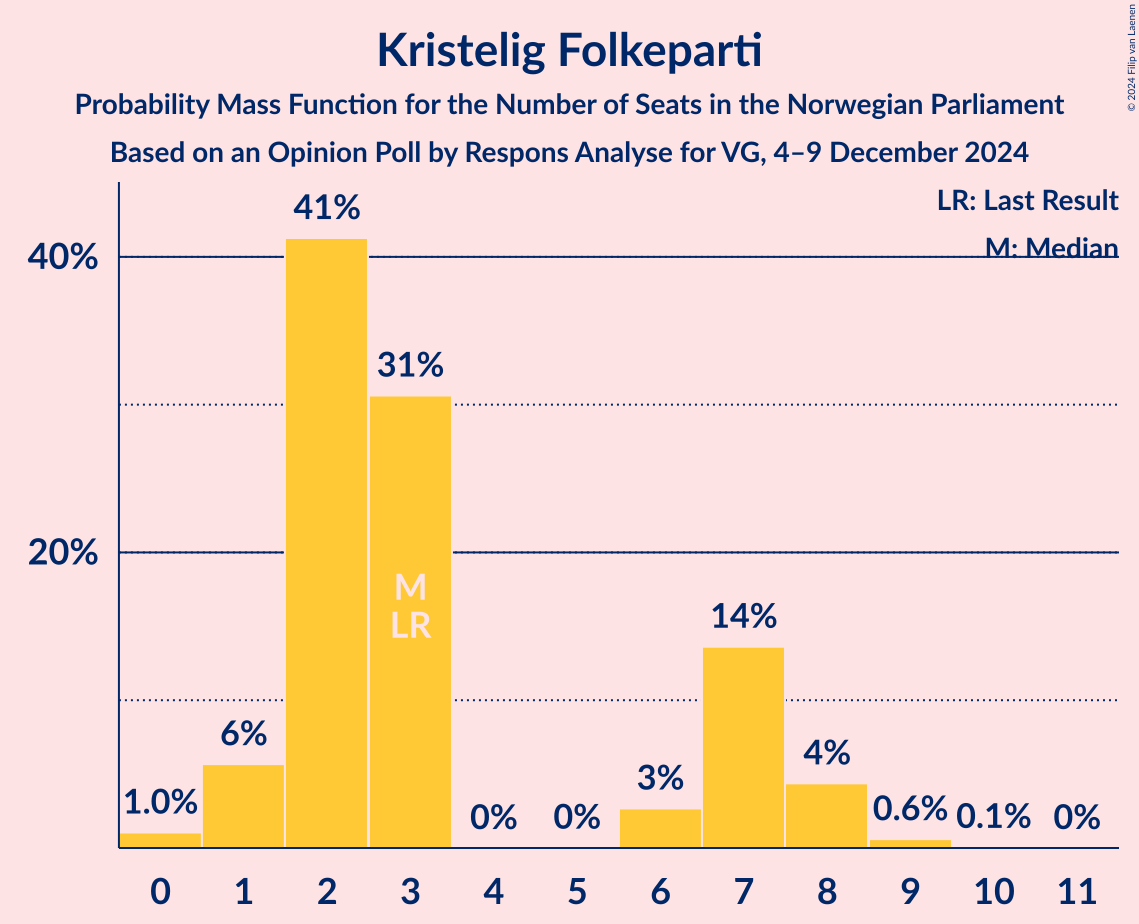 Kristelig Folkeparti
Probability Mass Function for the Number of Seats in the Norwegian Parliament
Based on an Opinion Poll by Respons Analyse for VG, 4–9 December 2024
© 2024 Filip van Laenen
LR: Last Result
M: Median
40%
20%
1.0%
6%
41%
31%
0%
0%
3%
14%
4%
0.6%
0.1%
0%
M
LR
0 1 2 3 4 5 6 7 8 9 10 11